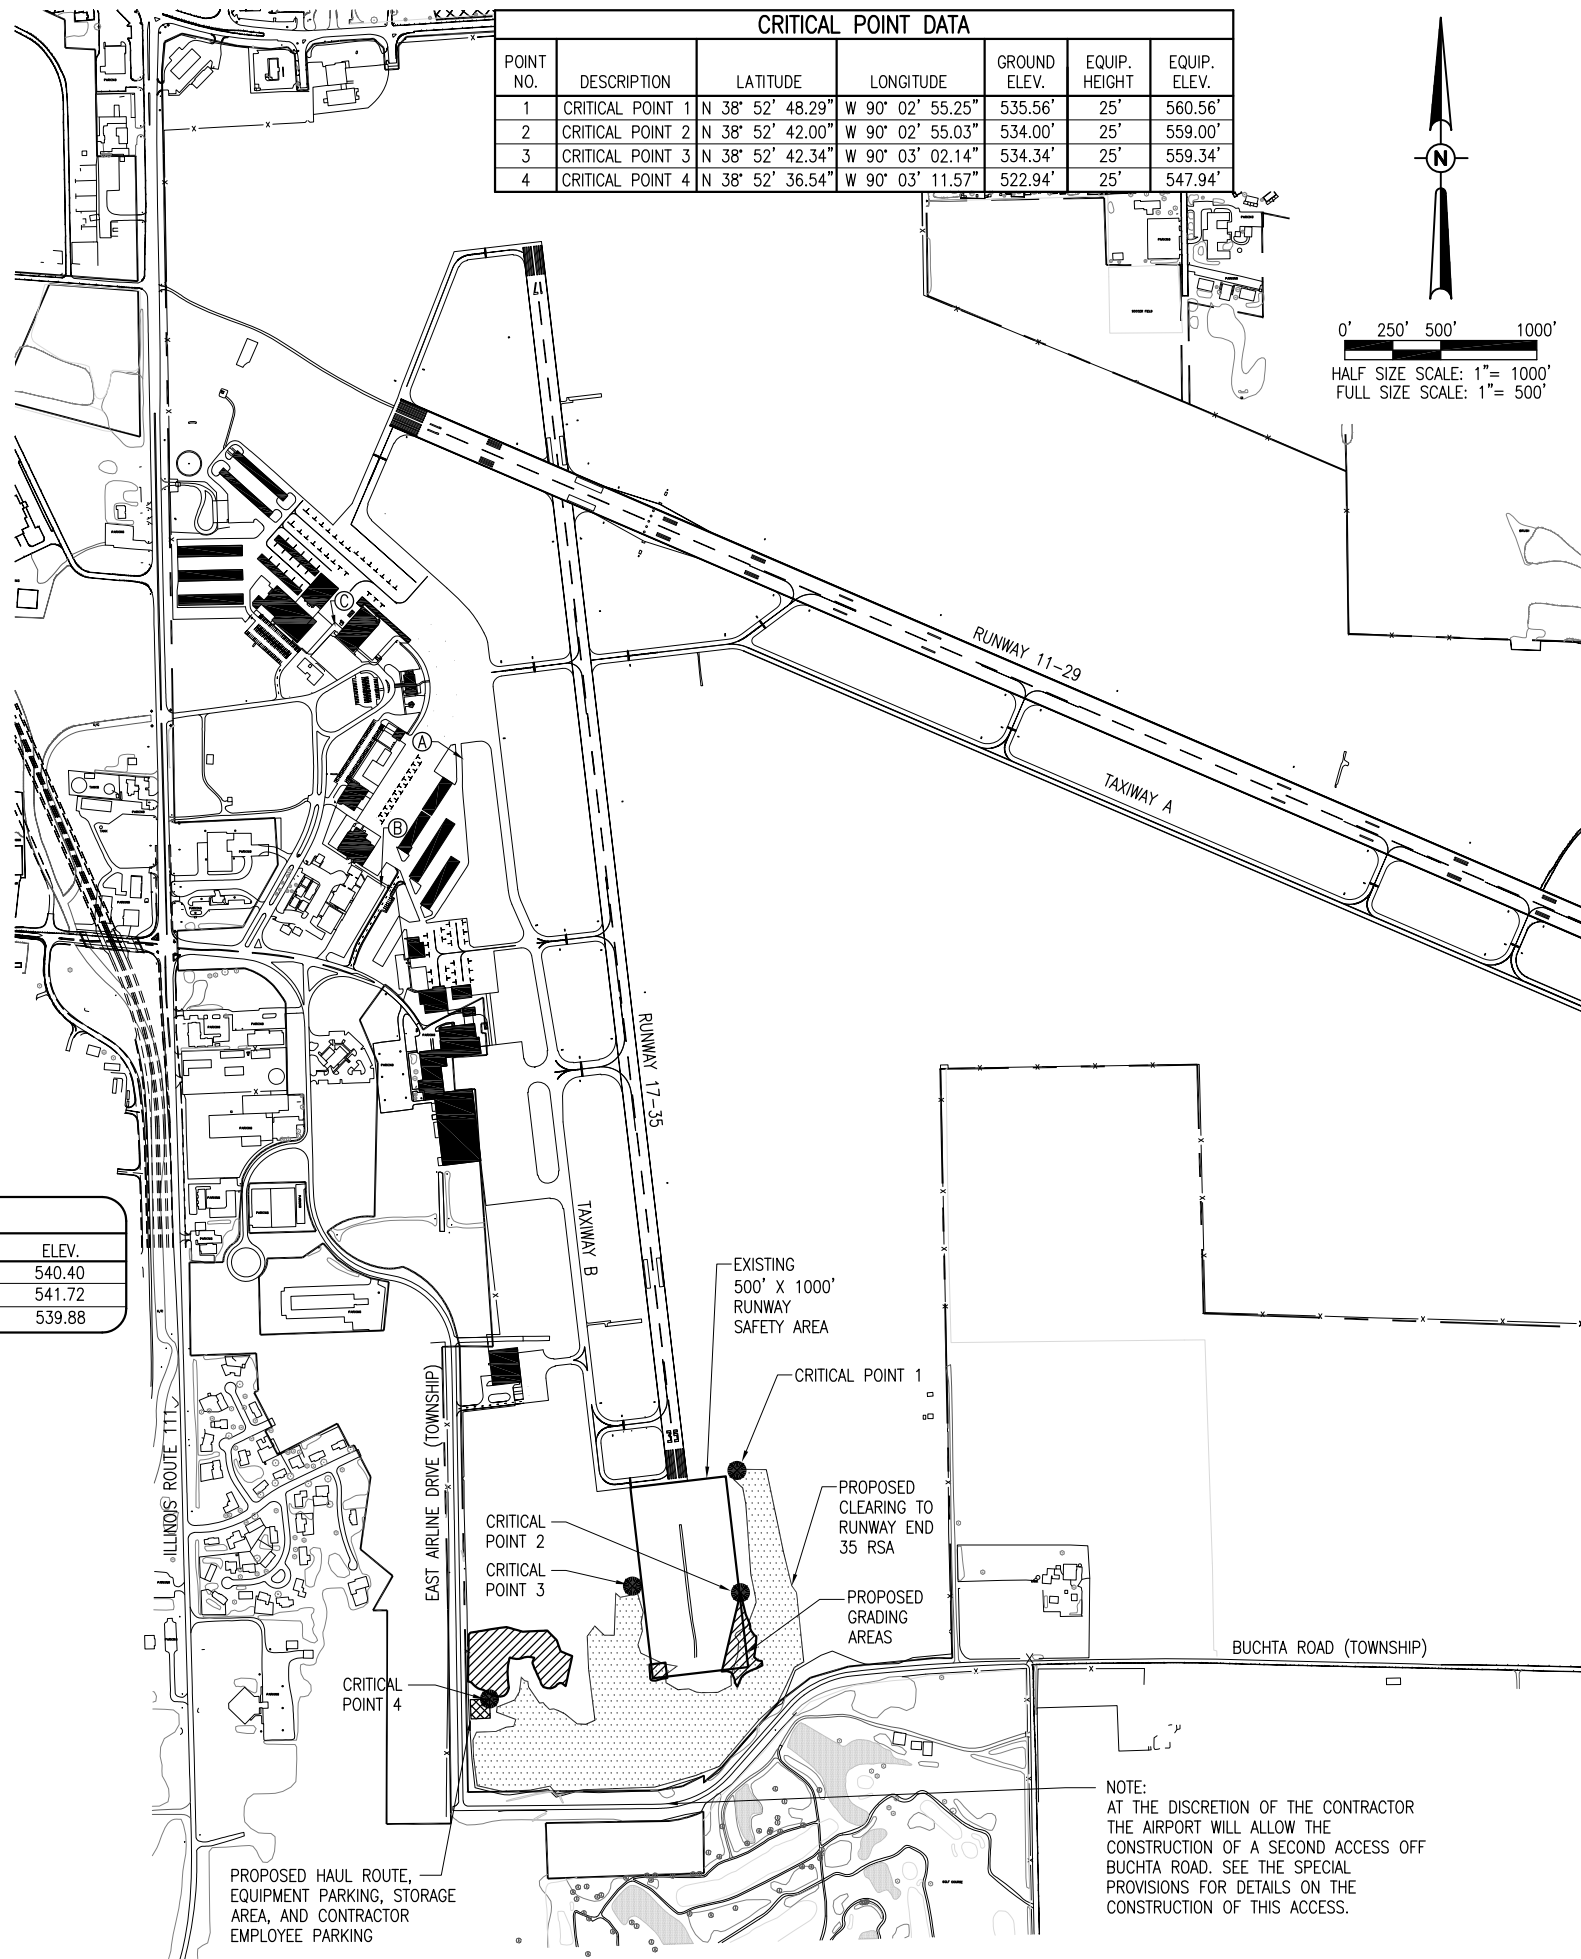 CRITICAL POINT DATA
POINT NO. DESCRIPTION LATITUDE LONGITUDE GROUND ELEV. EQUIP. HEIGHT EQUIP. ELEV.
1 CRITICAL POINT 1 N 38° 52' 48.29" W 90° 02' 55.25" 535.56' 25' 560.56'
2 CRITICAL POINT 2 N 38° 52' 42.00" W 90° 02' 55.03" 534.00' 25' 559.00'
3 CRITICAL POINT 3 N 38° 52' 42.34" W 90° 03' 02.14" 534.34' 25' 559.34'
4 CRITICAL POINT 4 N 38° 52' 36.54" W 90° 03' 11.57" 522.94' 25' 547.94'
N
0' 250' 500' 1000'
HALF SIZE SCALE: 1"= 1000'
FULL SIZE SCALE: 1"= 500'
17
C
RUNWAY 11-29
A
TAXIWAY A
B
RUNWAY 17-35
TAXIWAY B
ELEV.
540.40
541.72
539.88
EXISTING
500' X 1000'
RUNWAY
SAFETY AREA
CRITICAL POINT 1
35
EAST AIRLINE DRIVE (TOWNSHIP)
ILLINOIS ROUTE 111
PROPOSED
CLEARING TO
RUNWAY END
35 RSA
CRITICAL
POINT 2
CRITICAL
POINT 3
PROPOSED
GRADING
AREAS
BUCHTA ROAD (TOWNSHIP)
CRITICAL
POINT 4
NOTE:
AT THE DISCRETION OF THE CONTRACTOR
THE AIRPORT WILL ALLOW THE
CONSTRUCTION OF A SECOND ACCESS OFF
BUCHTA ROAD. SEE THE SPECIAL
PROVISIONS FOR DETAILS ON THE
CONSTRUCTION OF THIS ACCESS.
PROPOSED HAUL ROUTE,
EQUIPMENT PARKING, STORAGE
AREA, AND CONTRACTOR
EMPLOYEE PARKING